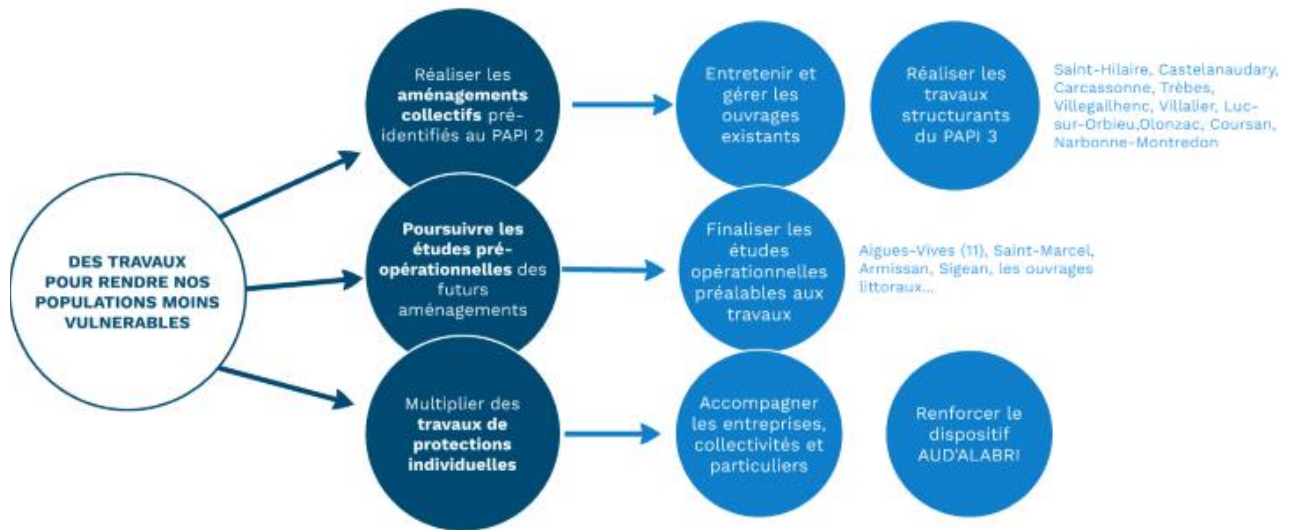 DES TRAVAUX
POUR RENDRE NOS
POPULATIONS MOINS
VULNERABLES
Réaliser les
aménagements
collectifs pré-
identifiés au PAPI 2
Entretenir et
gérer les
ouvrages
existants
Réaliser les
travaux
structurants
du PAPI 3
Saint-Hilaire, Castelanaudary,
Carcassonne, Trèbes,
Villegailhenc, Villalier, Luc-
sur-Orbieu,Olonzac, Coursan,
Narbonne-Montredon
Poursuivre les
études pré-
opérationnelles des
futurs
aménagements
Finaliser les
études
opérationnelles
préalables aux
travaux
Aigues-Vives (11), Saint-Marcel,
Armissan, Sigean, les ouvrages
littoraux...
Multiplier des
travaux de
protections
individuelles
Accompagner
les entreprises,
collectivités et
particuliers
Renforcer le
dispositif
AUD'ALABRI